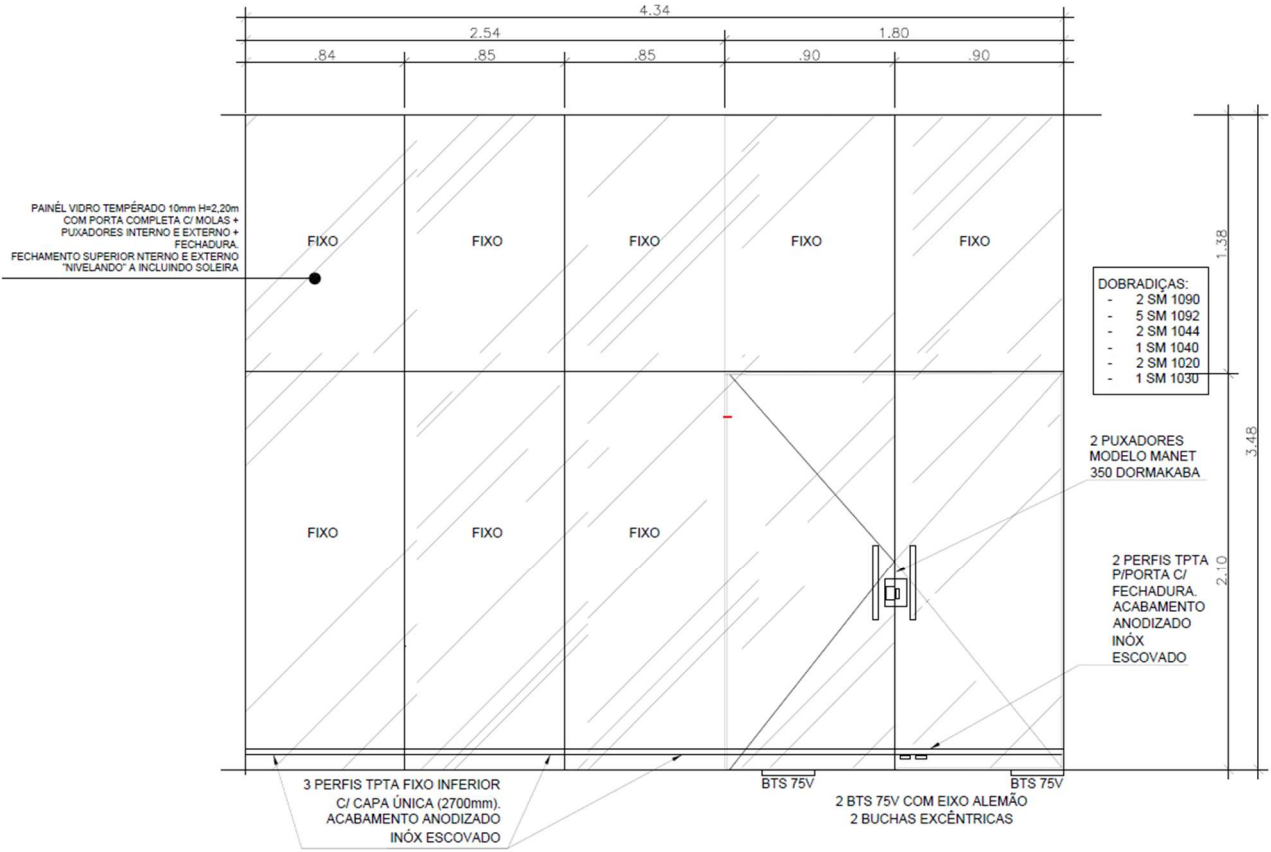 4.34
2.54
1.80
.84
.85
.85
.90
.90
PAINÉL VIDRO TEMPÉRADO 10mm H=2,20m
COM PORTA COMPLETA C/ MOLAS +
PUXADORES INTERNO E EXTERNO +
FECHADURA.
FECHAMENTO SUPERIOR NTERNO E EXTERNO
"NIVELANDO" A INCLUINDO SOLEIRA
FIXO
FIXO
FIXO
FIXO
FIXO
1.38
DOBRADIÇAS:
- 2 SM 1090
- 5 SM 1092
- 2 SM 1044
- 1 SM 1040
- 2 SM 1020
- 1 SM 1030
3.48
2 PUXADORES
MODELO MANET
350 DORMAKABA
FIXO
FIXO
FIXO
2.10
2 PERFIS TPTA
P/PORTA C/
FECHADURA.
ACABAMENTO
ANODIZADO
INÓX
ESCOVADO
3 PERFIS TPTA FIXO INFERIOR
C/ CAPA ÚNICA (2700mm).
ACABAMENTO ANODIZADO
INÓX ESCOVADO
BTS 75V
BTS 75V
2 BTS 75V COM EIXO ALEMÃO
2 BUCHAS EXCÊNTRICAS